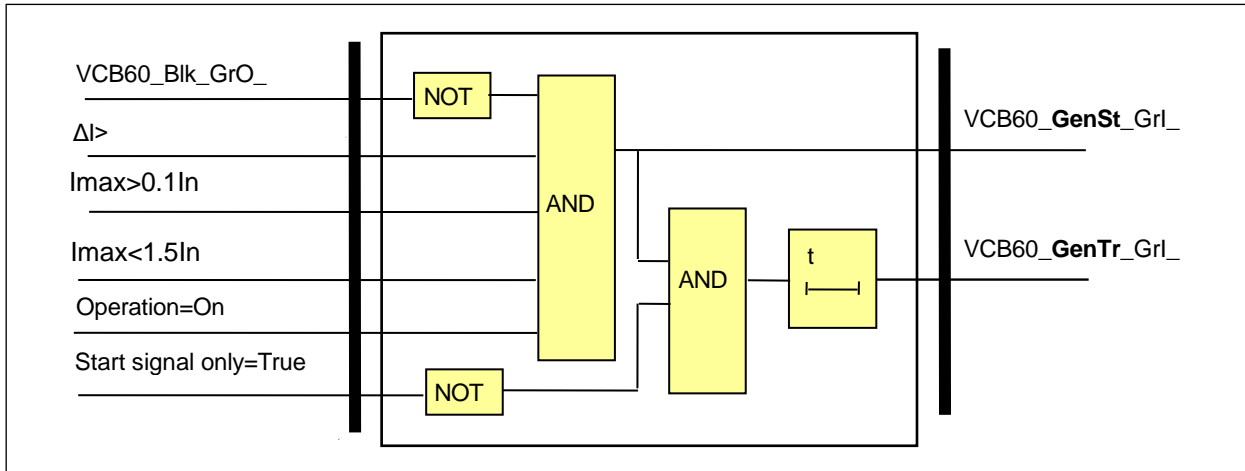 VCB60_Blk_GrO_
NOT
ΔI>
Imax>0.1In
AND
Imax<1.5In
Operation=On
Start signal only=True
NOT
AND
t
VCB60_GenSt_GrI_
VCB60_GenTr_GrI_